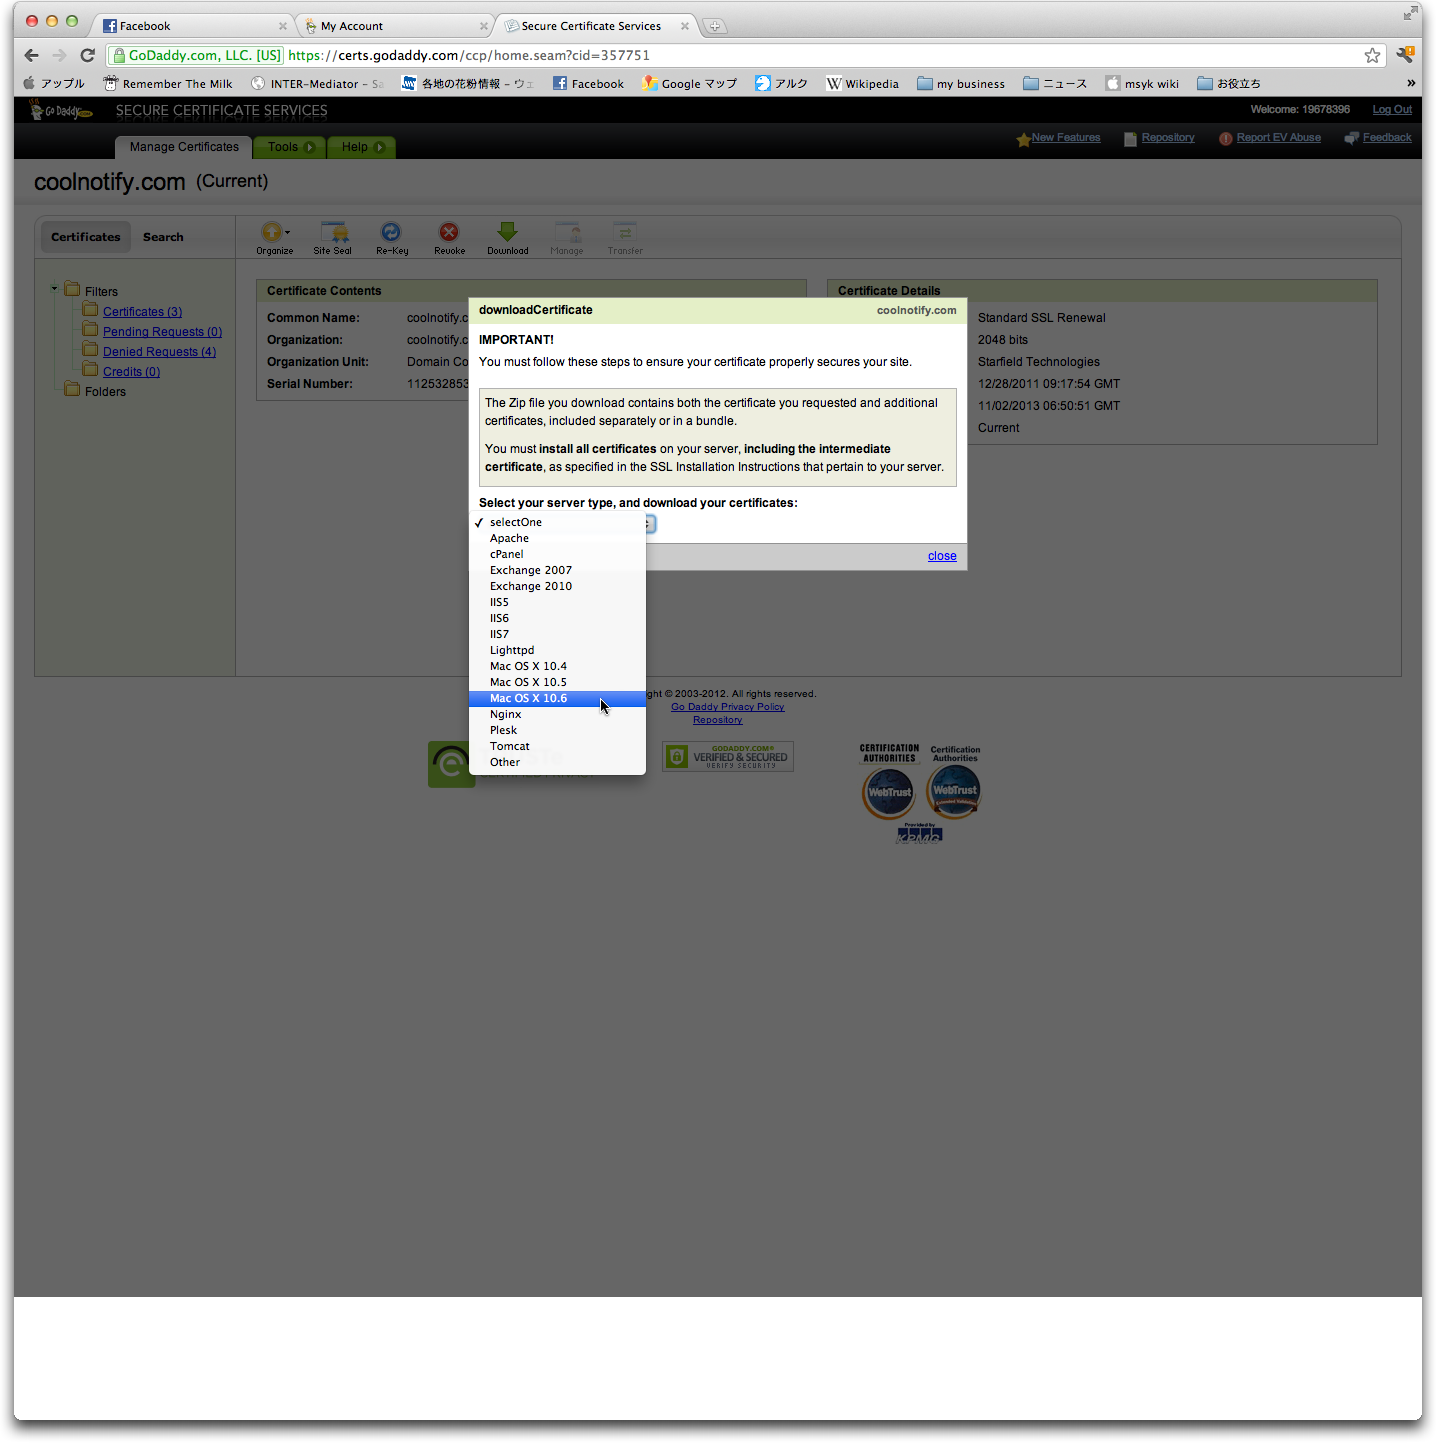 Facebook
My Account
Secure Certificate Services
GoDaddy.com, LLC. [US] https://certs.godaddy.com/ccp/home.seam?cid=357751
アップル Remember The Milk INTER-Mediator – Sa 各地の花粉情報 – ウェ Facebook Google マップ アルク Wikipedia my business ニュース msyk wiki お役立ち »
Go Daddy.com SECURE CERTIFICATE SERVICES
Welcome: 19678396 Log Out
Manage Certificates Tools Help
New Features Repository Report EV Abuse Feedback
coolnotify.com (Current)
Certificates Search
Organize Site Seal Re-Key Revoke Download Manage Transfer
Filters
Certificates (3)
Pending Requests (0)
Denied Requests (4)
Credits (0)
Folders
Certificate Contents
Common Name: coolnotify.c
Organization: coolnotify.c
Organization Unit: Domain Co
Serial Number: 112532853
Certificate Details
Standard SSL Renewal
2048 bits
Starfield Technologies
12/28/2011 09:17:54 GMT
11/02/2013 06:50:51 GMT
Current
downloadCertificate coolnotify.com
IMPORTANT!
You must follow these steps to ensure your certificate properly secures your site.
The Zip file you download contains both the certificate you requested and additional
certificates, included separately or in a bundle.
You must install all certificates on your server, including the intermediate
certificate, as specified in the SSL Installation Instructions that pertain to your server.
Select your server type, and download your certificates:
✓ selectOne
Apache
cPanel
Exchange 2007
Exchange 2010
IIS5
IIS6
IIS7
Lighttpd
Mac OS X 10.4
Mac OS X 10.5
Mac OS X 10.6
Nginx
Plesk
Tomcat
Other
close
ght © 2003-2012. All rights reserved.
Go Daddy Privacy Policy
Repository
GODADDY.COM®
VERIFIED & SECURED
VERIFY SECURITY
CERTIFICATION
AUTHORITIES
WebTrust
Certification
Authorities
WebTrust
Extended Validation
Provided by
KPMG